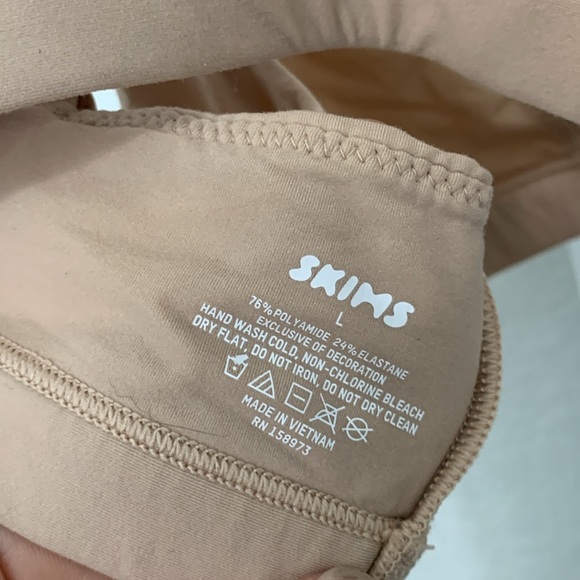 SKIMS
L
76% POLYAMIDE 24% ELASTANE
EXCLUSIVE OF DECORATION
HAND WASH COLD, NON-CHLORINE BLEACH
DRY FLAT, DO NOT IRON, DO NOT DRY CLEAN
MADE IN VIETNAM
RN 158973